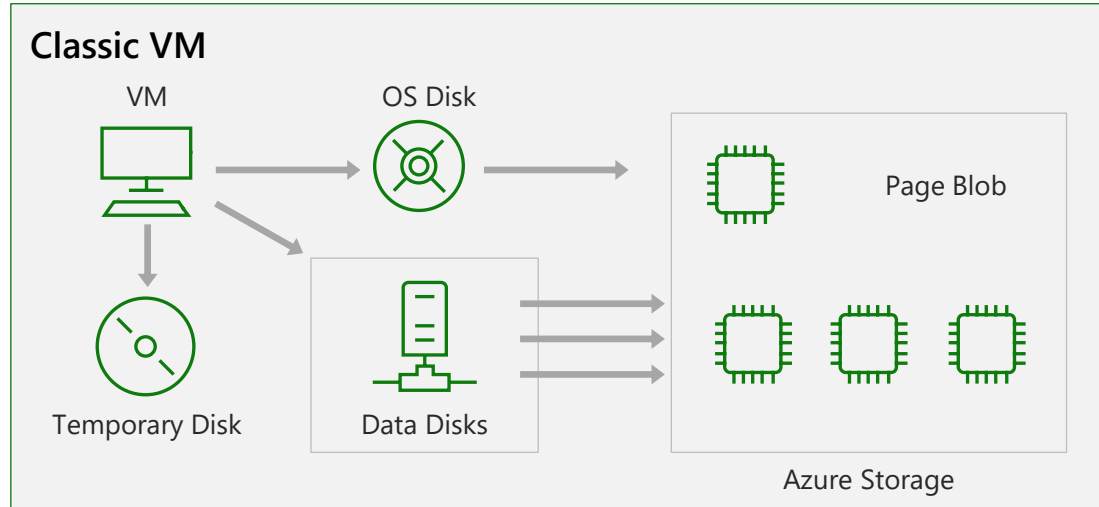 Classic VM
VM
OS Disk
Page Blob
Temporary Disk
Data Disks
Azure Storage